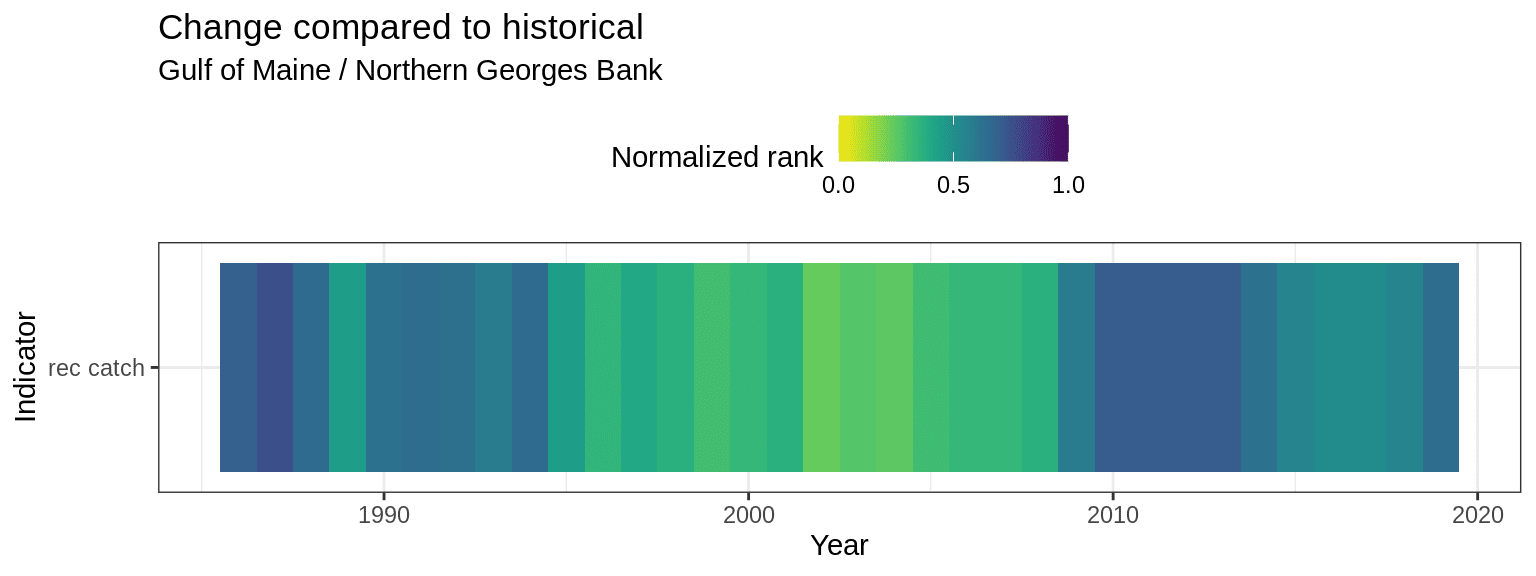 Change compared to historical
Gulf of Maine / Northern Georges Bank
Normalized rank
0.0 0.5 1.0
Indicator
rec catch
1990 2000 2010 2020
Year